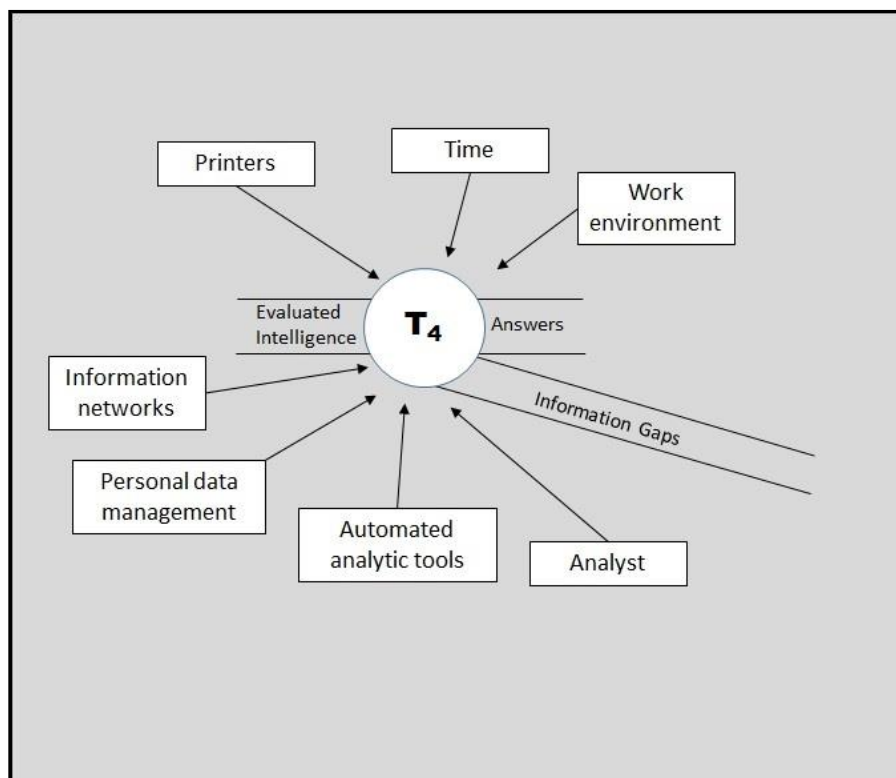 Printers
Time
Work
environment
Evaluated
Intelligence
T₄
Answers
Information
networks
Information Gaps
Personal data
management
Automated
analytic tools
Analyst